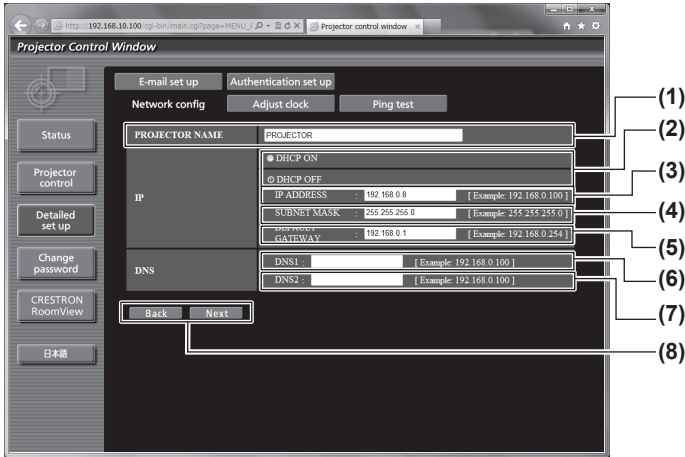 http://192.168.10.100/cgi-bin/main.cgi?page=MENU_
Projector control window
Projector Control Window
E-mail set up
Authentication set up
Network config
Adjust clock
Ping test
Status
Projector control
Detailed set up
Change password
CRESTRON RoomView
日本語
PROJECTOR NAME
PROJECTOR
IP
DHCP ON
DHCP OFF
IP ADDRESS : 192.168.0.8 [ Example: 192.168.0.100 ]
SUBNET MASK : 255.255.255.0 [ Example: 255.255.255.0 ]
DEFAULT GATEWAY : 192.168.0.1 [ Example: 192.168.0.254 ]
DNS
DNS1 : [ Example: 192.168.0.100 ]
DNS2 : [ Example: 192.168.0.100 ]
Back Next
(1)
(2)
(3)
(4)
(5)
(6)
(7)
(8)